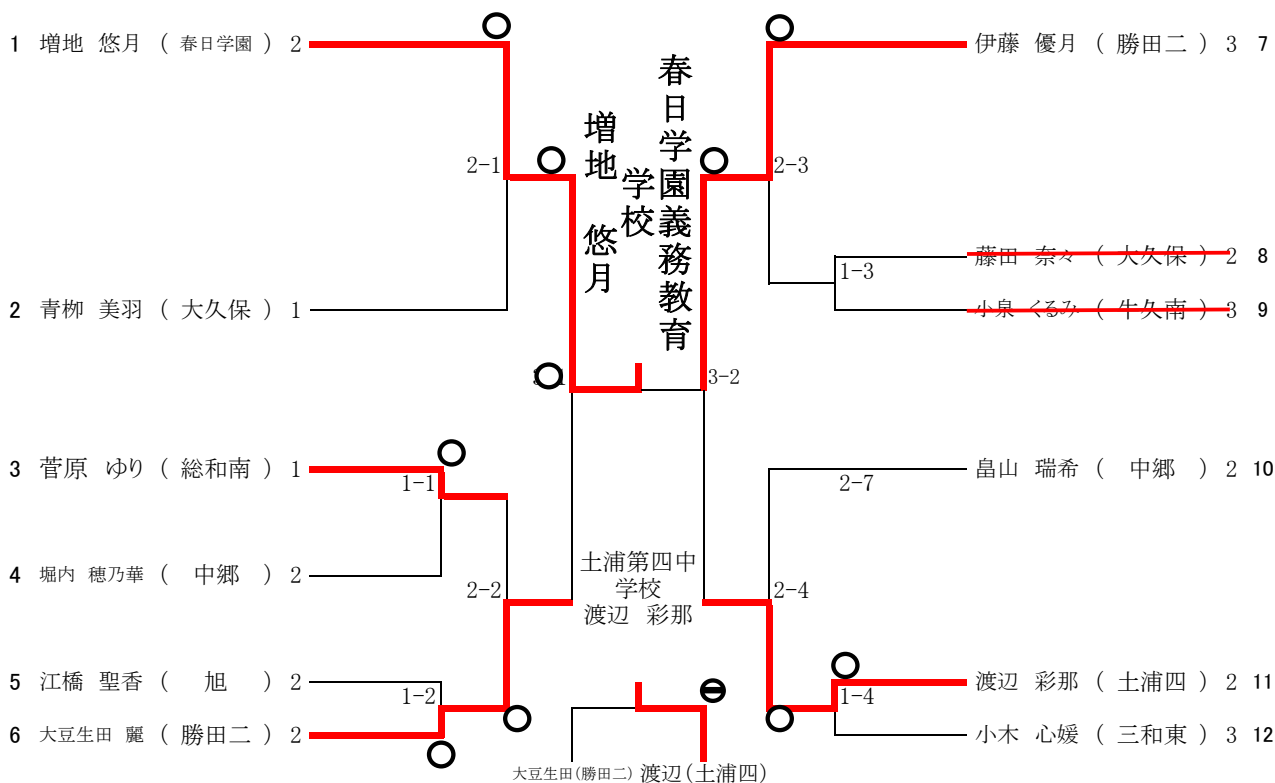 1 増地 悠月 ( 春日学園 ) 2
2-1
2 青栁 美羽 ( 大久保 ) 1
3 菅原 ゆり ( 総和南 ) 1
1-1
4 堀内 穂乃華 ( 中郷 ) 2
2-2
5 江橋 聖香 ( 旭 ) 2
1-2
6 大豆生田 麗 ( 勝田二 ) 2
春日学園義務教育
学校
増地 悠月
土浦第四中
学校
渡辺 彩那
大豆生田(勝田二) 渡辺(土浦四)
伊藤 優月 ( 勝田二 ) 3 7
2-3
藤田 奈々 ( 大久保 ) 2 8
1-3
小泉 くるみ ( 牛久南 ) 3 9
3-2
畠山 瑞希 ( 中郷 ) 2 10
2-7
2-4
渡辺 彩那 ( 土浦四 ) 2 11
1-4
小木 心媛 ( 三和東 ) 3 12